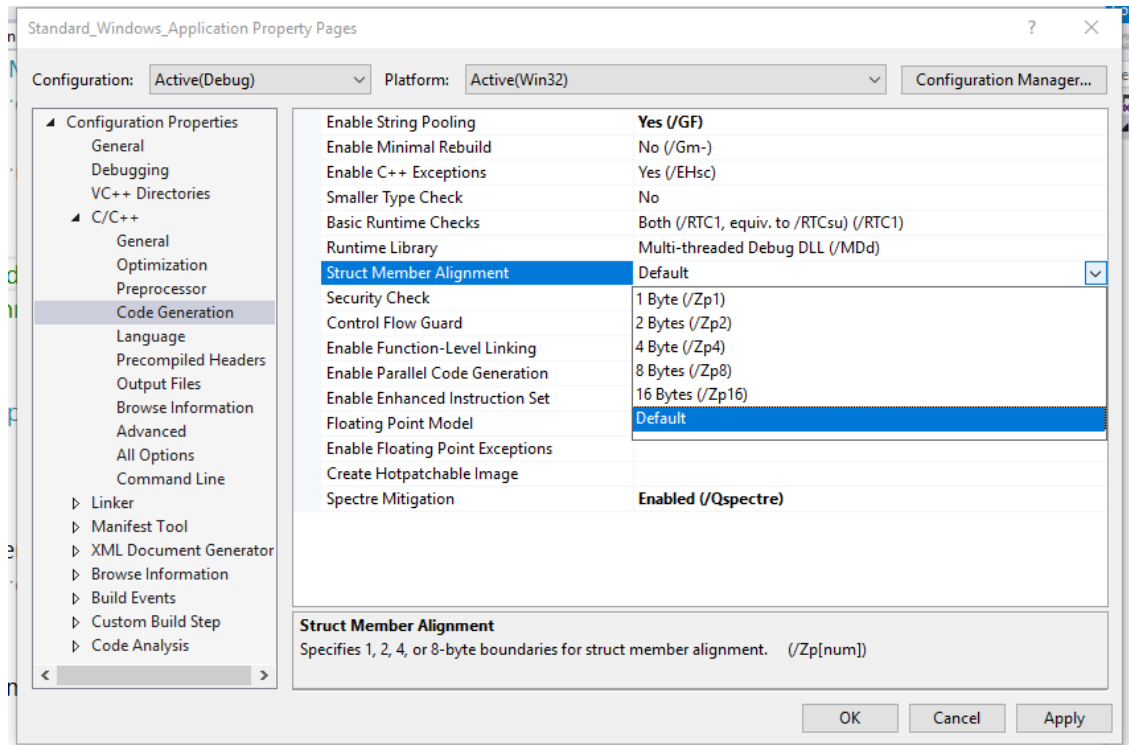 Standard_Windows_Application Property Pages
? ×
Configuration: Active(Debug) Platform: Active(Win32) Configuration Manager...
Configuration Properties
General
Debugging
VC++ Directories
C/C++
General
Optimization
Preprocessor
Code Generation
Language
Precompiled Headers
Output Files
Browse Information
Advanced
All Options
Command Line
Linker
Manifest Tool
XML Document Generator
Browse Information
Build Events
Custom Build Step
Code Analysis
Enable String Pooling Yes (/GF)
Enable Minimal Rebuild No (/Gm-)
Enable C++ Exceptions Yes (/EHsc)
Smaller Type Check No
Basic Runtime Checks Both (/RTC1, equiv. to /RTCsu) (/RTC1)
Runtime Library Multi-threaded Debug DLL (/MDd)
Struct Member Alignment Default
Security Check
Control Flow Guard
Enable Function-Level Linking
Enable Parallel Code Generation
Enable Enhanced Instruction Set
Floating Point Model
Enable Floating Point Exceptions
Create Hotpatchable Image
Spectre Mitigation Enabled (/Qspectre)
1 Byte (/Zp1)
2 Bytes (/Zp2)
4 Byte (/Zp4)
8 Bytes (/Zp8)
16 Bytes (/Zp16)
Default
Struct Member Alignment
Specifies 1, 2, 4, or 8-byte boundaries for struct member alignment. (/Zp[num])
OK Cancel Apply